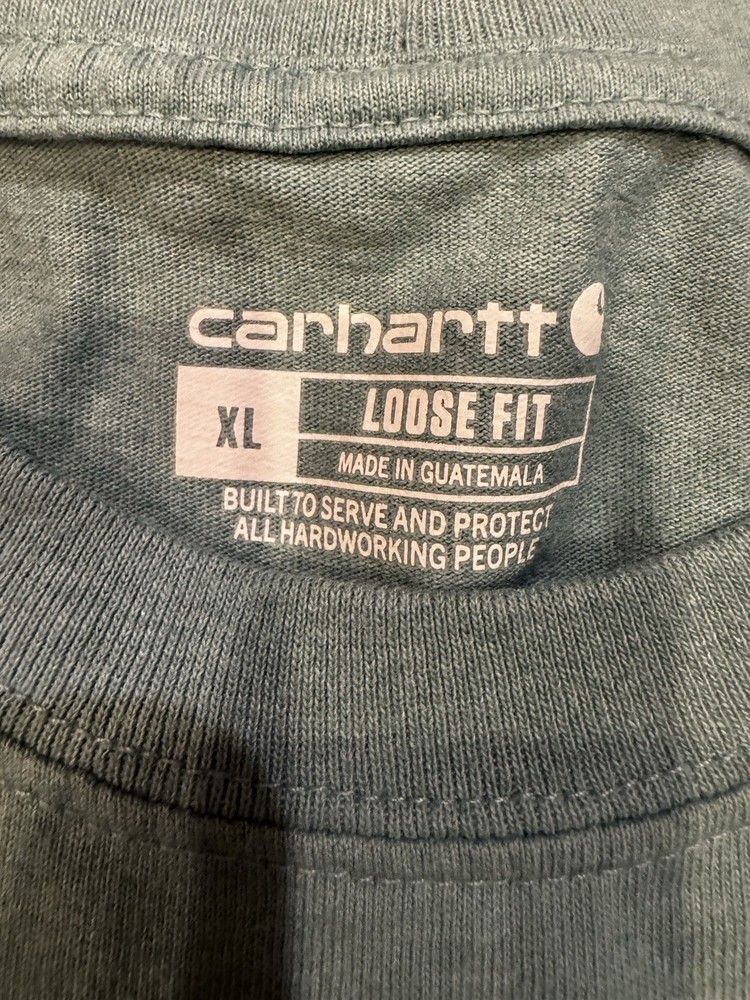 carhartt
XL
LOOSE FIT
MADE IN GUATEMALA
BUILT TO SERVE AND PROTECT
ALL HARDWORKING PEOPLE